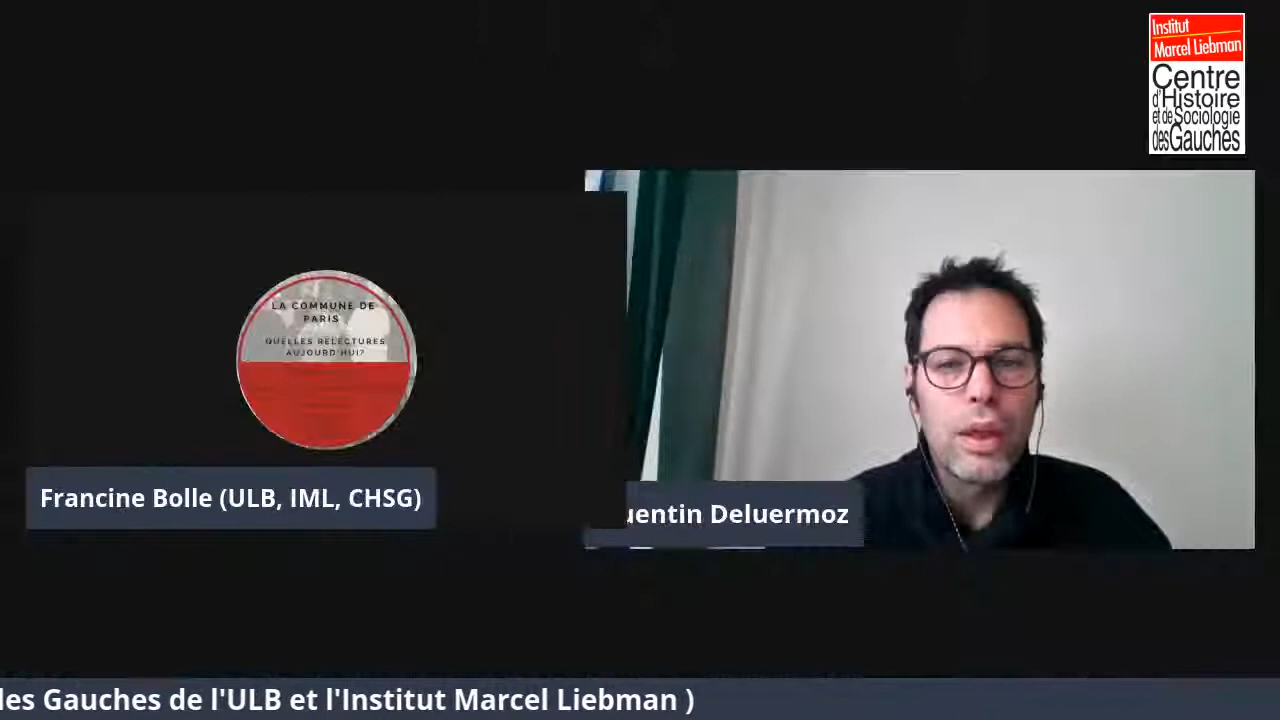 Institut
Marcel Liebman
Centre
d'Histoire
et de Sociologie
des Gauches
LA COMMUNE DE
PARIS
QUELLES RELECTURES
AUJOURD'HUI?
Francine Bolle (ULB, IML, CHSG)
uentin Deluermoz
les Gauches de l'ULB et l'Institut Marcel Liebman )